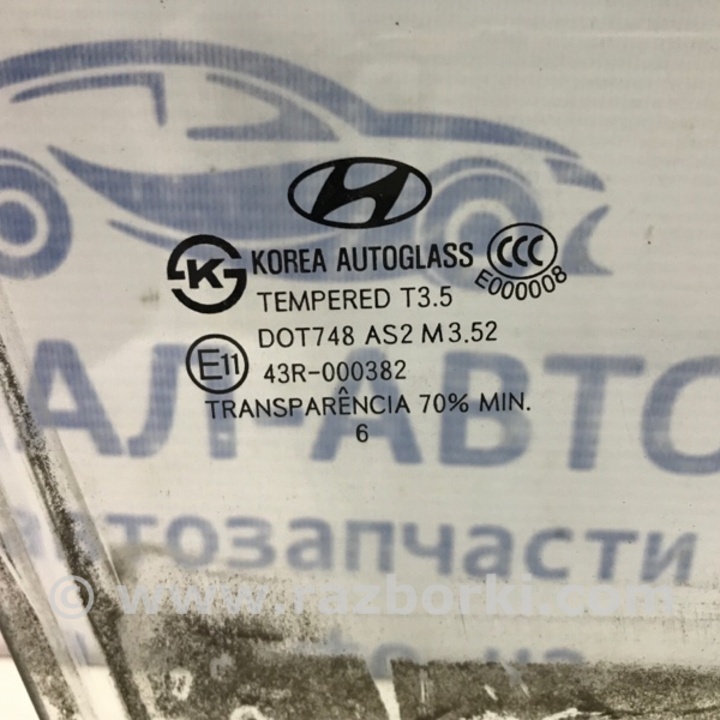 KOREA AUTOGLASS CCC
E000008
TEMPERED T3.5
DOT748 AS2 M3.52
E11 43R-000382
TRANSPARÊNCIA 70% MIN.
6
АЛ-АВТО
автозапчасти
© www.razborki.com